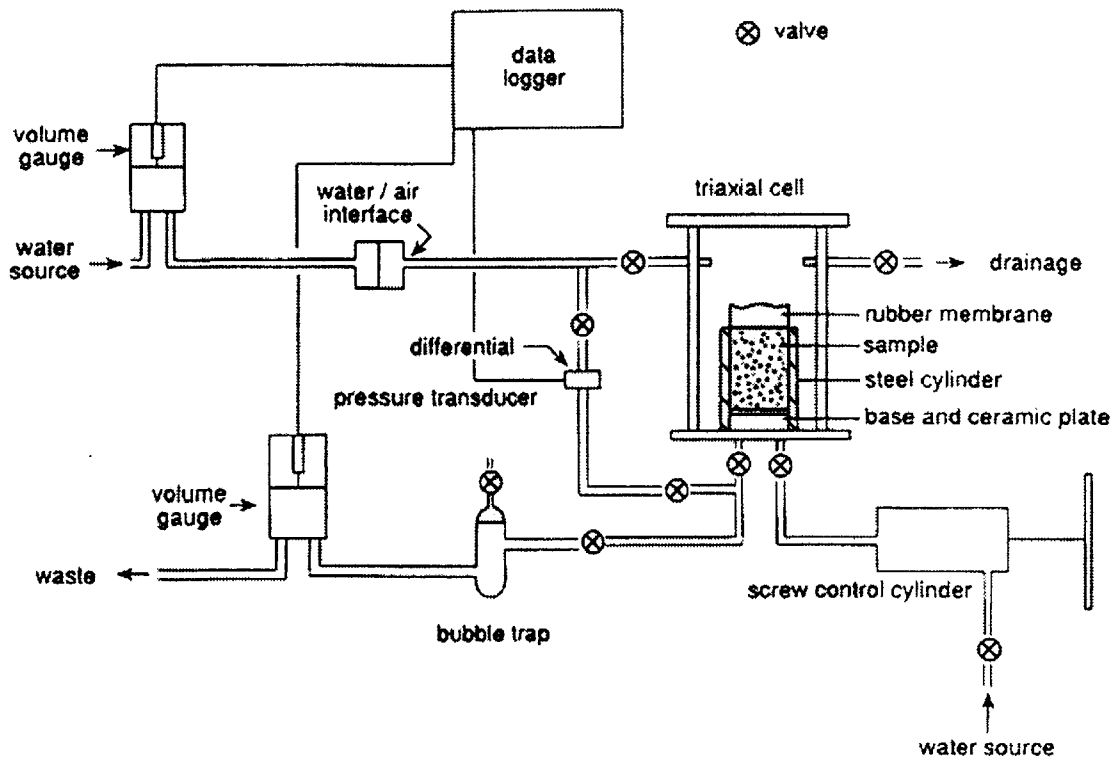 valve
data
logger
volume
gauge
water / air
interface
triaxial cell
water
source
drainage
rubber membrane
sample
differential
steel cylinder
pressure transducer
base and ceramic plate
volume
gauge
waste
screw control cylinder
bubble trap
water source